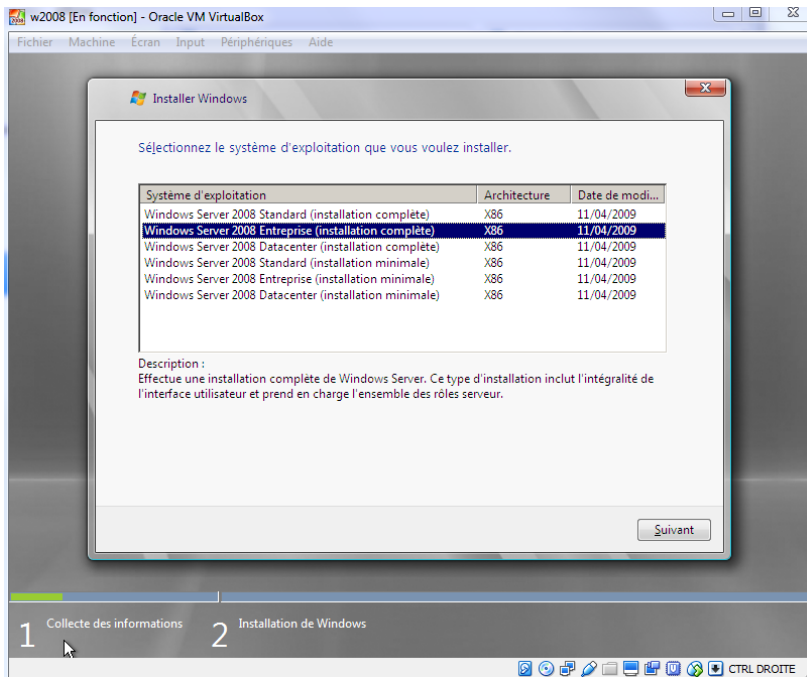 w2008 [En fonction] - Oracle VM VirtualBox
Fichier Machine Écran Input Périphériques Aide
Installer Windows
Sélectionnez le système d'exploitation que vous voulez installer.
Système d'exploitation Architecture Date de modi...
Windows Server 2008 Standard (installation complète) X86 11/04/2009
Windows Server 2008 Entreprise (installation complète) X86 11/04/2009
Windows Server 2008 Datacenter (installation complète) X86 11/04/2009
Windows Server 2008 Standard (installation minimale) X86 11/04/2009
Windows Server 2008 Entreprise (installation minimale) X86 11/04/2009
Windows Server 2008 Datacenter (installation minimale) X86 11/04/2009
Description :
Effectue une installation complète de Windows Server. Ce type d'installation inclut l'intégralité de
l'interface utilisateur et prend en charge l'ensemble des rôles serveur.
Suivant
1 Collecte des informations 2 Installation de Windows
CTRL DROITE